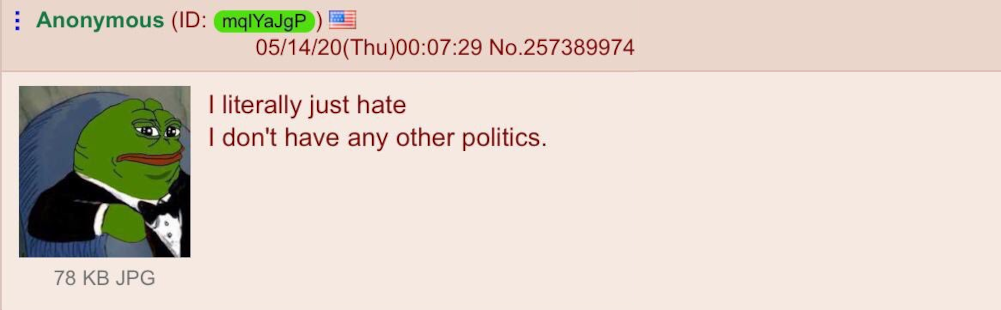 Anonymous (ID: mqlYaJgP)
05/14/20(Thu)00:07:29 No.257389974
I literally just hate
I don't have any other politics.
78 KB JPG